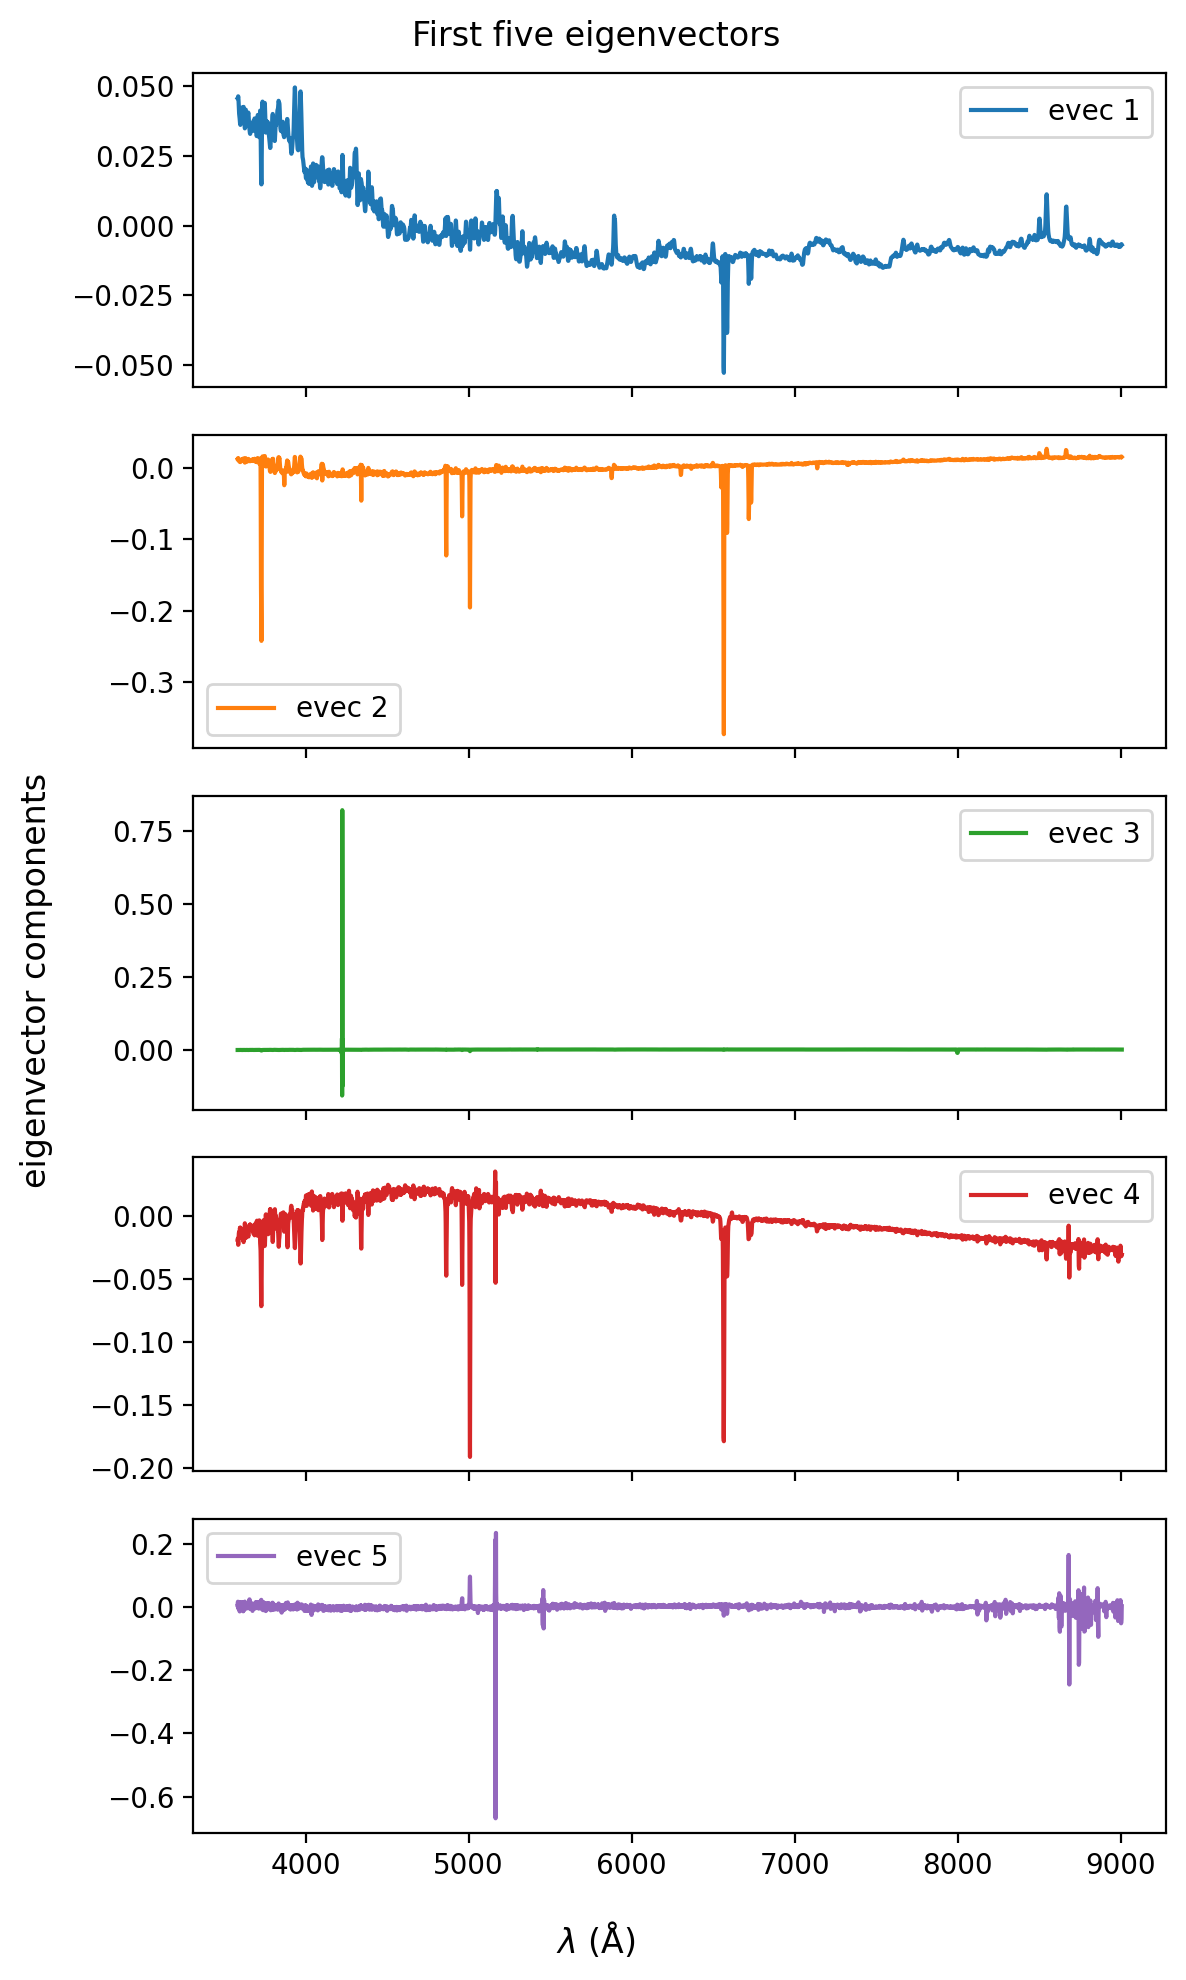 First five eigenvectors
0.050
0.025
0.000
−0.025
−0.050
evec 1
0.0
−0.1
−0.2
−0.3
evec 2
eigenvector components
0.75
0.50
0.25
0.00
evec 3
0.00
−0.05
−0.10
−0.15
−0.20
evec 4
0.2
0.0
−0.2
−0.4
−0.6
evec 5
4000 5000 6000 7000 8000 9000
λ (Å)